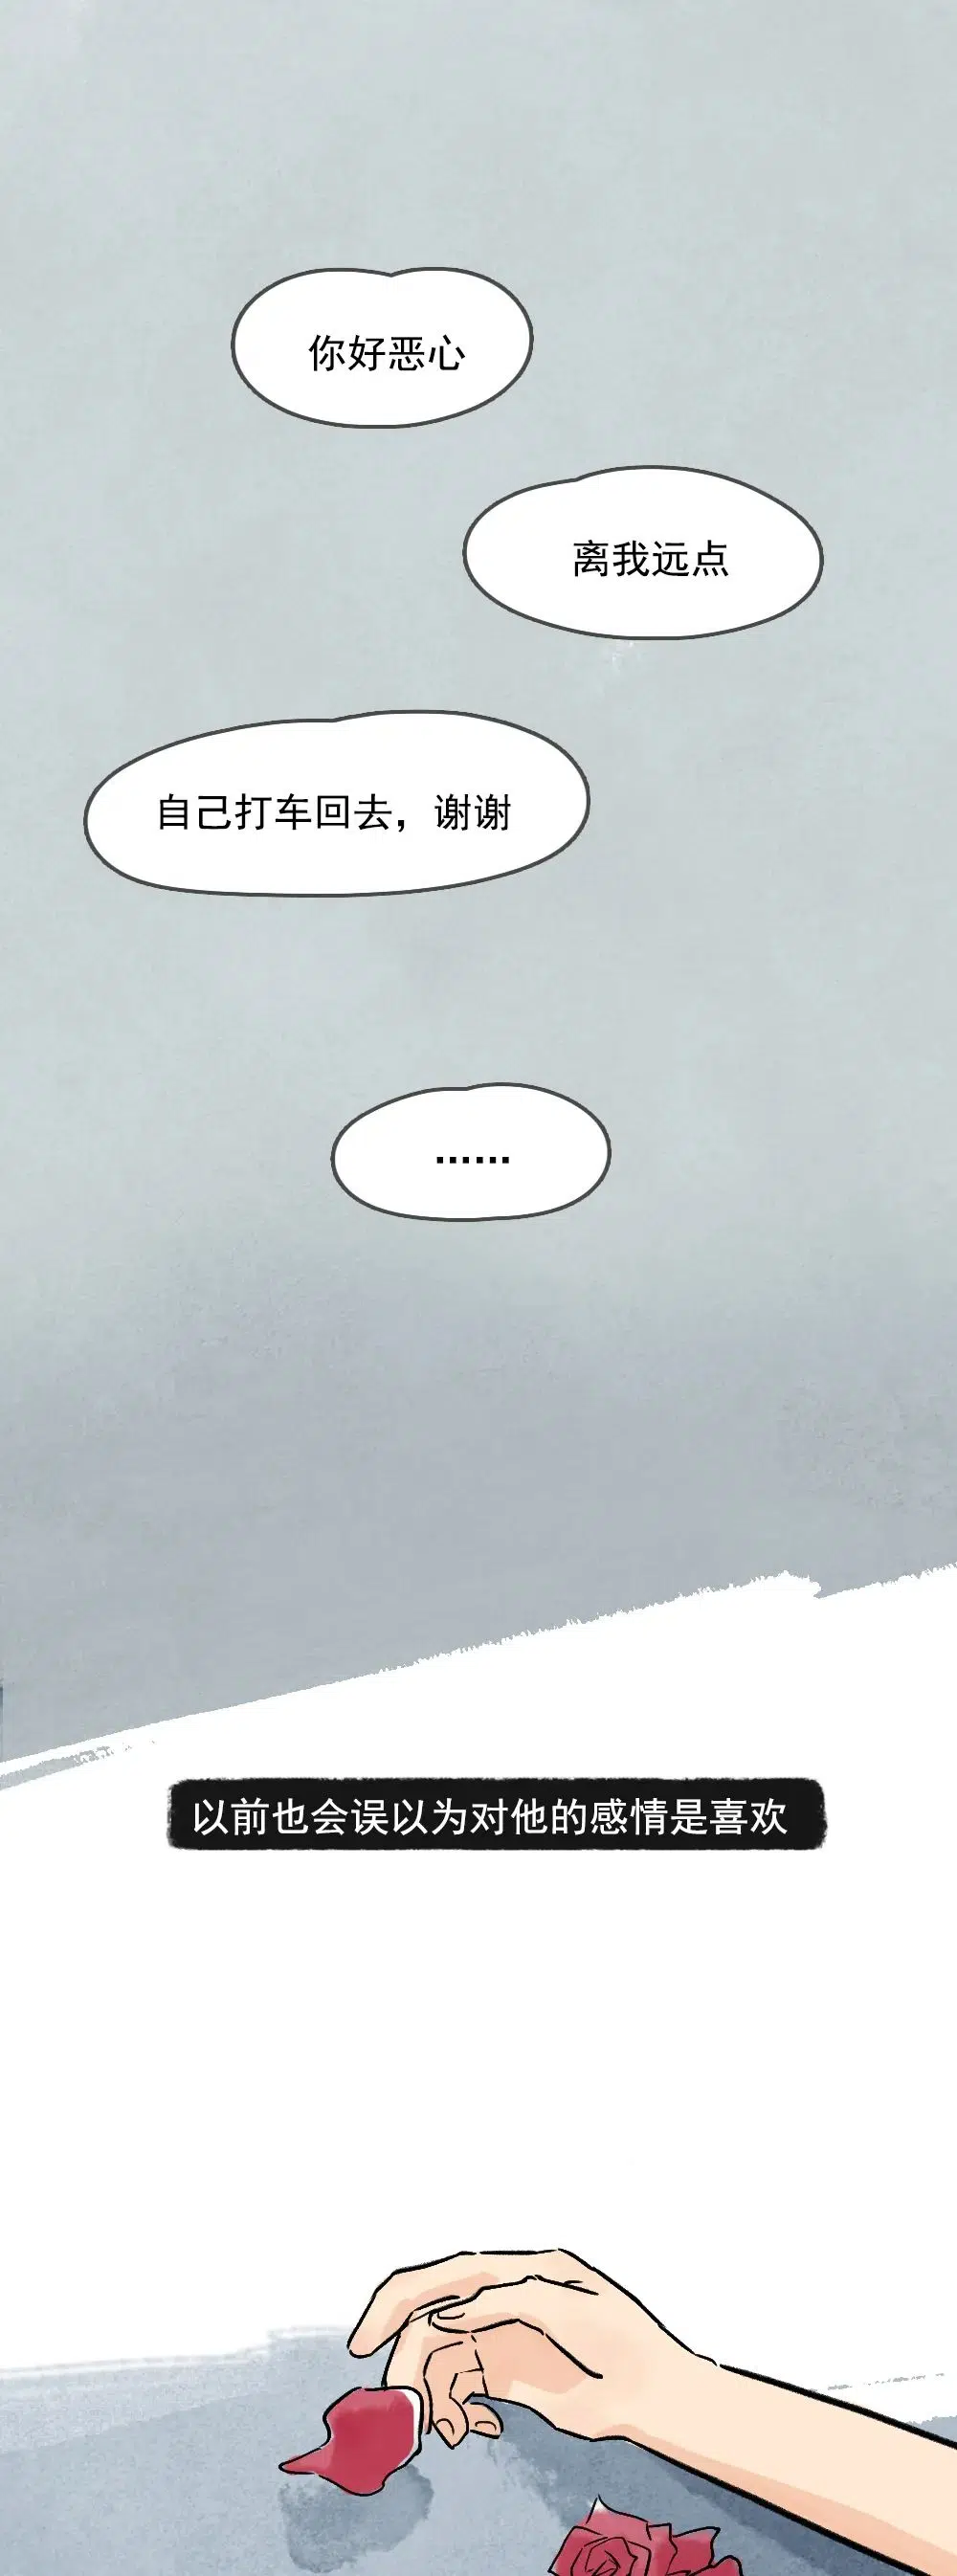 你好恶心
离我远点
自己打车回去，谢谢
……
以前也会误以为对他的感情是喜欢